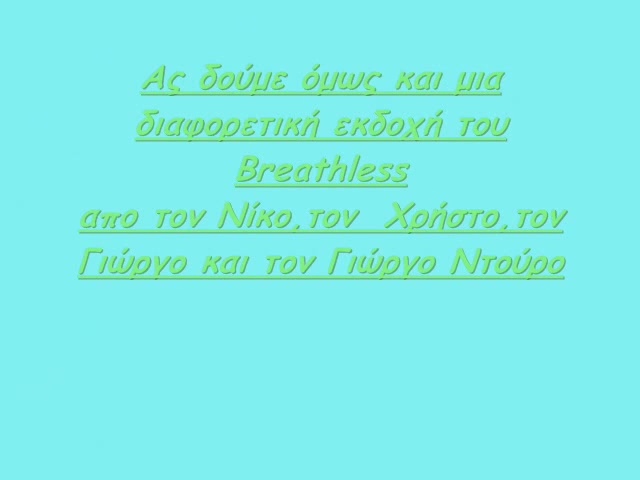 Ας δούμε όμως και μια
διαφορετική εκδοχή του
Breathless
απο τον Νίκο,τον Χρήστο,τον
Γιώργο και τον Γιώργο Ντούρο